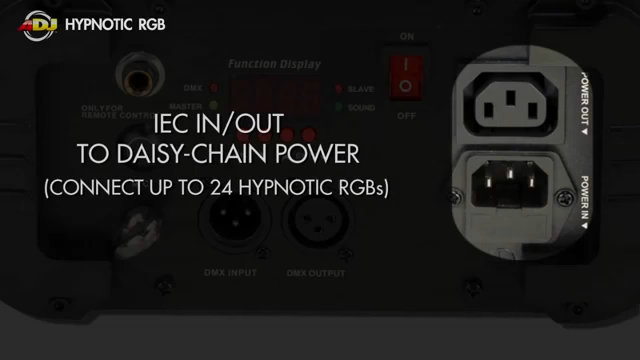 ADJ HYPNOTIC RGB
ON
Function Display
DMX
SLAVE
MASTER
SOUND
ONLY FOR
REMOTE CONTROL
OFF
POWER OUT ▼
IEC IN/OUT
TO DAISY-CHAIN POWER
(CONNECT UP TO 24 HYPNOTIC RGBs)
POWER IN ▼
DMX INPUT
DMX OUTPUT